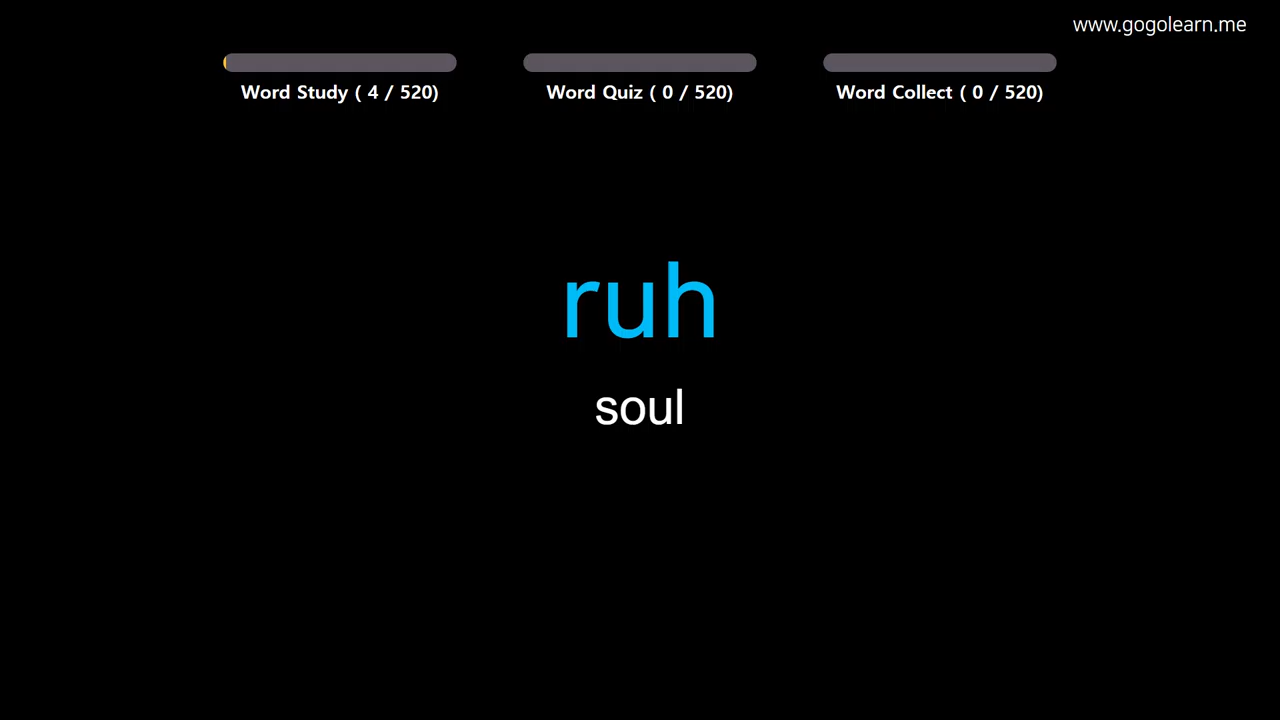 www.gogolearn.me
Word Study ( 4 / 520)
Word Quiz ( 0 / 520)
Word Collect ( 0 / 520)
ruh
soul